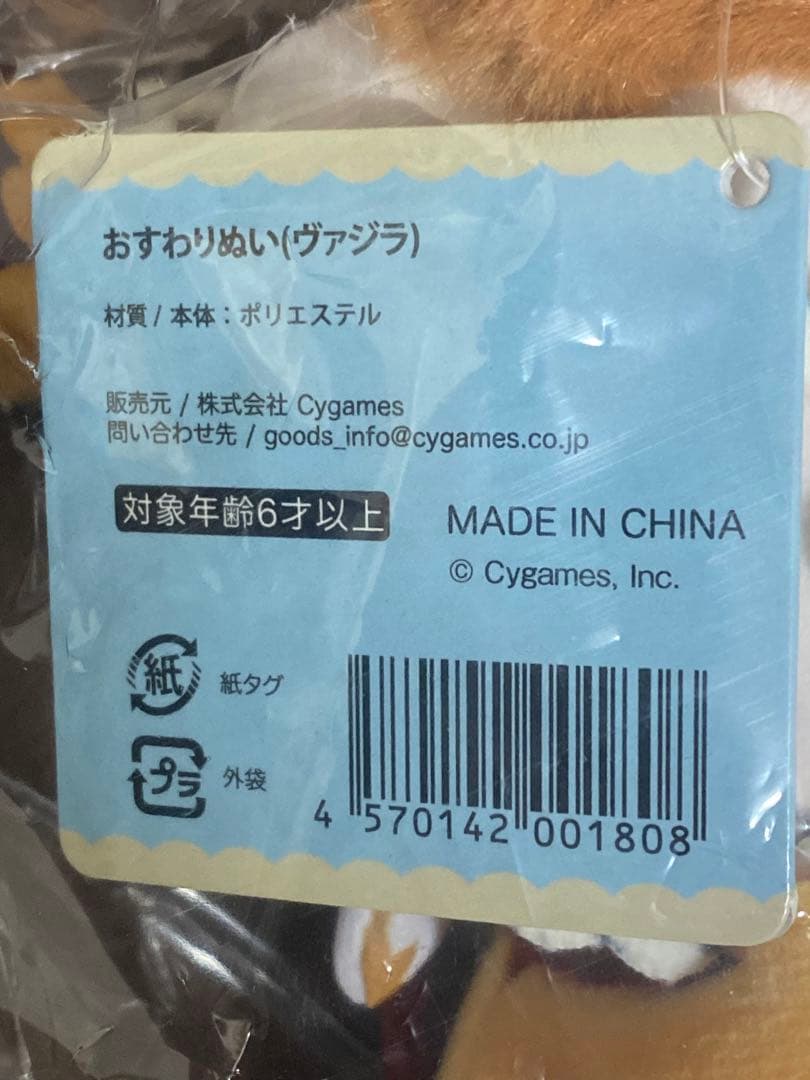 おすわりぬい(ヴァジラ)
材質 / 本体：ポリエステル
販売元 / 株式会社 Cygames
問い合わせ先 / goods_info@cygames.co.jp
対象年齢6才以上
MADE IN CHINA
© Cygames, Inc.
紙 紙タグ
プラ 外袋
4 570142 001808